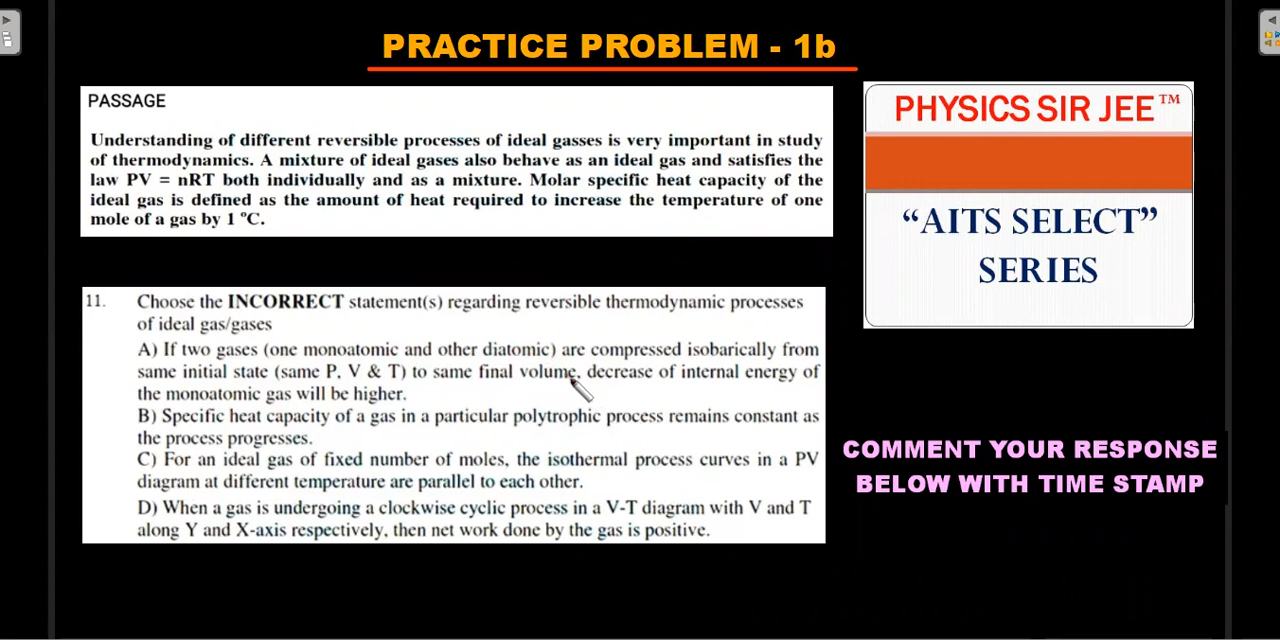 PRACTICE PROBLEM - 1b
PASSAGE
Understanding of different reversible processes of ideal gasses is very important in study
of thermodynamics. A mixture of ideal gases also behave as an ideal gas and satisfies the
law PV = nRT both individually and as a mixture. Molar specific heat capacity of the
ideal gas is defined as the amount of heat required to increase the temperature of one
mole of a gas by 1 °C.
PHYSICS SIR JEE™
“AITS SELECT”
SERIES
11. Choose the INCORRECT statement(s) regarding reversible thermodynamic processes
of ideal gas/gases
A) If two gases (one monoatomic and other diatomic) are compressed isobarically from
same initial state (same P, V & T) to same final volume, decrease of internal energy of
the monoatomic gas will be higher.
B) Specific heat capacity of a gas in a particular polytrophic process remains constant as
the process progresses.
C) For an ideal gas of fixed number of moles, the isothermal process curves in a PV
diagram at different temperature are parallel to each other.
D) When a gas is undergoing a clockwise cyclic process in a V-T diagram with V and T
along Y and X-axis respectively, then net work done by the gas is positive.
COMMENT YOUR RESPONSE
BELOW WITH TIME STAMP